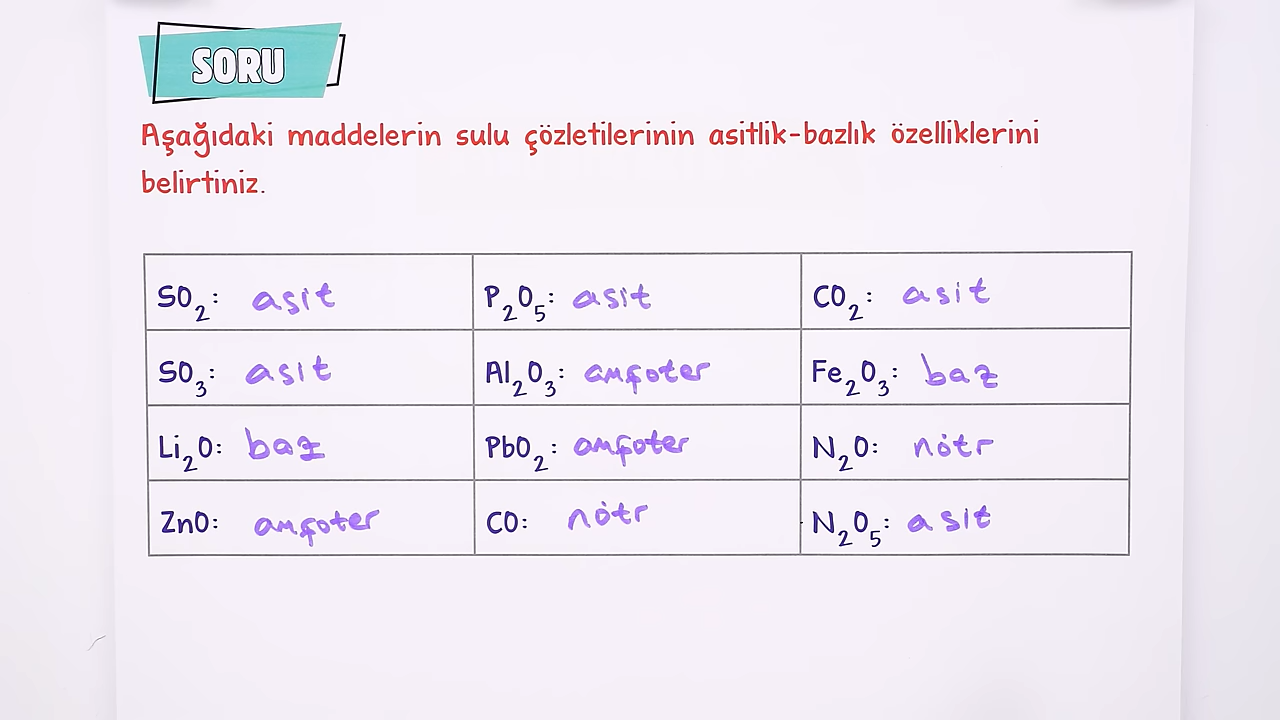 SORU
Aşağıdaki maddelerin sulu çözletilerinin asitlik-bazlık özelliklerini
belirtiniz.
SO₂: asit
P₂O₅: asit
CO₂: asit
SO₃: asit
Al₂O₃: amfoter
Fe₂O₃: baz
Li₂O: baz
PbO₂: amfoter
N₂O: nötr
ZnO: amfoter
CO: nötr
N₂O₅: asit